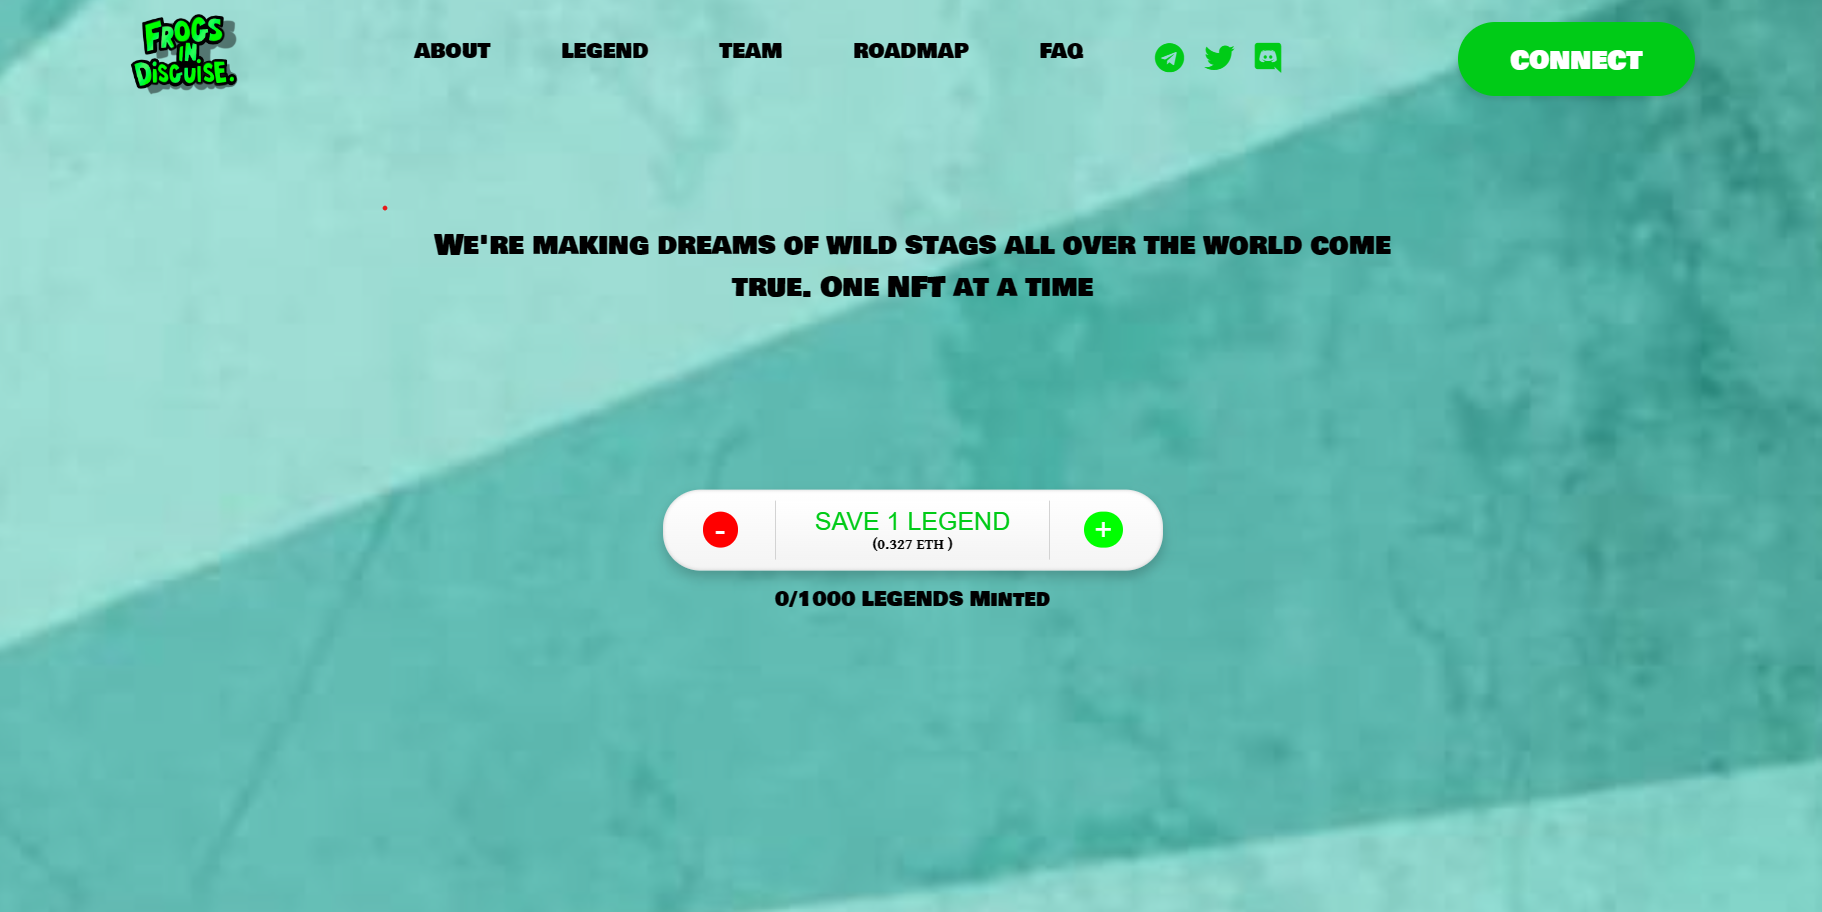 FROGS
IN
DISGUISE.
ABOUT LEGEND TEAM ROADMAP FAQ
CONNECT
We're making dreams of wild stags all over the world come
true. One NFT at a time
- SAVE 1 LEGEND +
(0.327 ETH )
0/1000 LEGENDS Minted